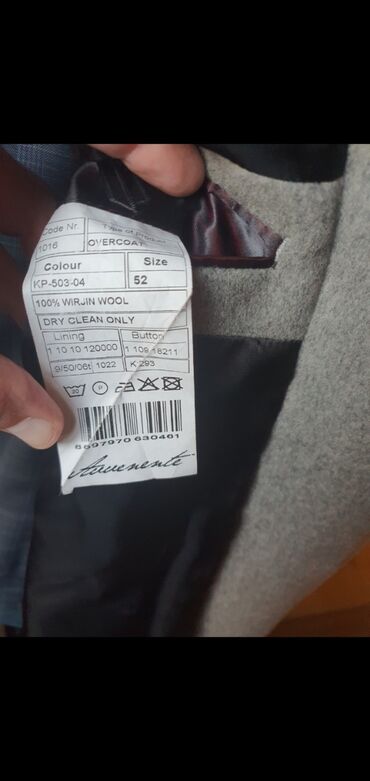 Code Nr. Type of Product
1016 OVERCOAT
Colour Size
KP-503-04 52
100% WIRJIN WOOL
DRY CLEAN ONLY
Lining Button
1 10 10 120000 1 109 18211
9/50/06t 1022 K 293
30 P
8697970 630461